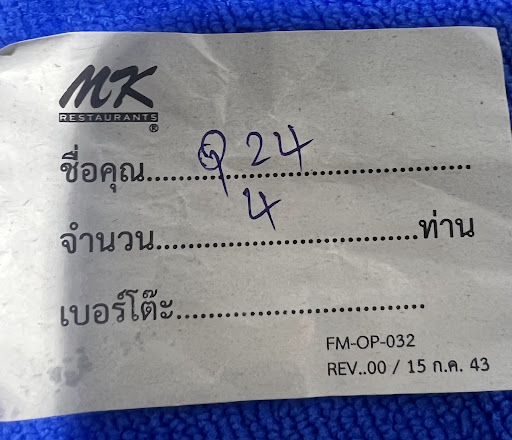 MK
RESTAURANTS
®
ชื่อคุณ.......Q 24.......
จำนวน.......4.......ท่าน
เบอร์โต๊ะ..............................
FM-OP-032
REV..00 / 15 ก.ค. 43